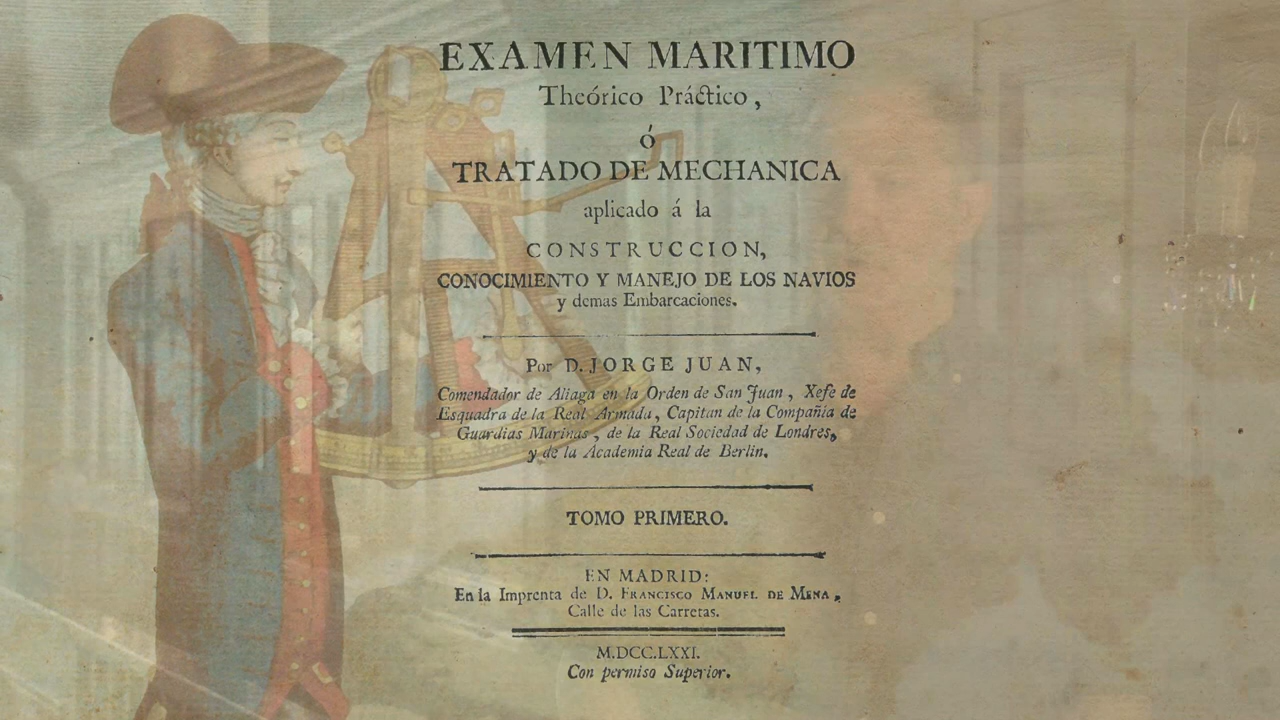 EXAMEN MARITIMO
Theórico Práctico,
ó
TRATADO DE MECHANICA
aplicado á la
CONSTRUCCION,
CONOCIMIENTO Y MANEJO DE LOS NAVIOS
y demas Embarcaciones.
Por D. JORGE JUAN,
Comendador de Aliaga en la Orden de San Juan, Xefe de
Esquadra de la Real Armada, Capitan de la Compañía de
Guardias Marinas, de la Real Sociedad de Londres,
y de la Academia Real de Berlin.
TOMO PRIMERO.
EN MADRID:
En la Imprenta de D. FRANCISCO MANUEL DE MENA,
Calle de las Carretas.
M.DCC.LXXI.
Con permiso Superior.